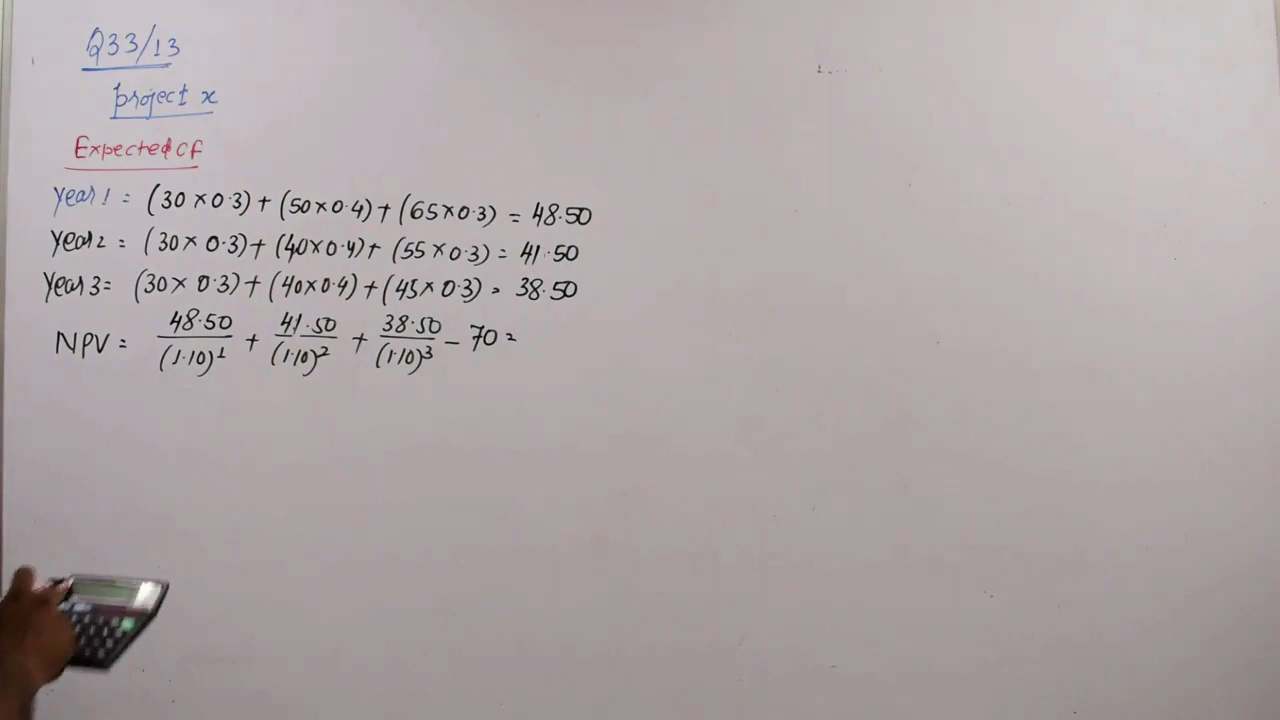 Q33/13
project x
Expected CF
Year 1 = (30 × 0.3) + (50 × 0.4) + (65 × 0.3) = 48.50
Year 2 = (30 × 0.3) + (40 × 0.4) + (55 × 0.3) = 41.50
Year 3 = (30 × 0.3) + (40 × 0.4) + (45 × 0.3) = 38.50
NPV = 48.50/(1.10)¹ + 41.50/(1.10)² + 38.50/(1.10)³ - 70 =